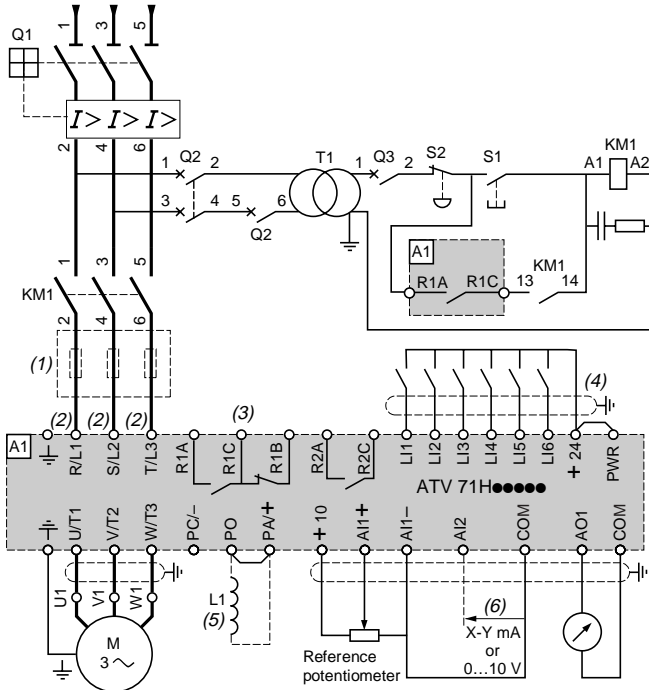 1 3 5
Q1
I> I> I>
2 4 6
1 Q2 2
T1
1 Q3 2
S2
S1
KM1
A1 A2
3 4 5 6
Q2
A1
R1A R1C
13 KM1 14
1 3 5
KM1
2 4 6
(1)
(4)
(2) (2) (2)
(3)
A1
R/L1 S/L2 T/L3 R1A R1C R1B R2A R2C LI1 LI2 LI3 LI4 LI5 LI6 +24 PWR
ATV 71H●●●●●
U/T1 V/T2 W/T3 PC/– PO PA/+ +10 AI1+ AI1– AI2 COM AO1 COM
U1 V1 W1
L1
(5)
(6)
X-Y mA
or
0...10 V
M
3 ~
Reference
potentiometer